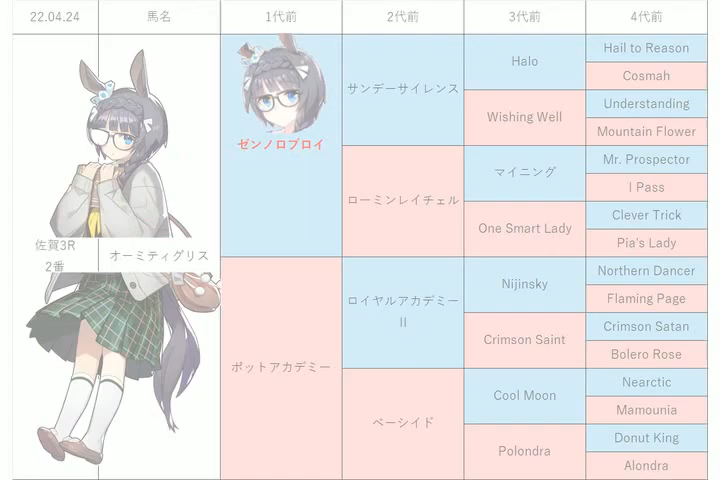 22.04.24
馬名
1代前
2代前
3代前
4代前
佐賀3R
2番
オーミティグリス
ゼンノロブロイ
サンデーサイレンス
Halo
Hail to Reason
Cosmah
Wishing Well
Understanding
Mountain Flower
ローミンレイチェル
マイニング
Mr. Prospector
I Pass
One Smart Lady
Clever Trick
Pia's Lady
ポットアカデミー
ロイヤルアカデミー
II
Nijinsky
Northern Dancer
Flaming Page
Crimson Saint
Crimson Satan
Bolero Rose
ベーシイド
Cool Moon
Nearctic
Mamounia
Polondra
Donut King
Alondra